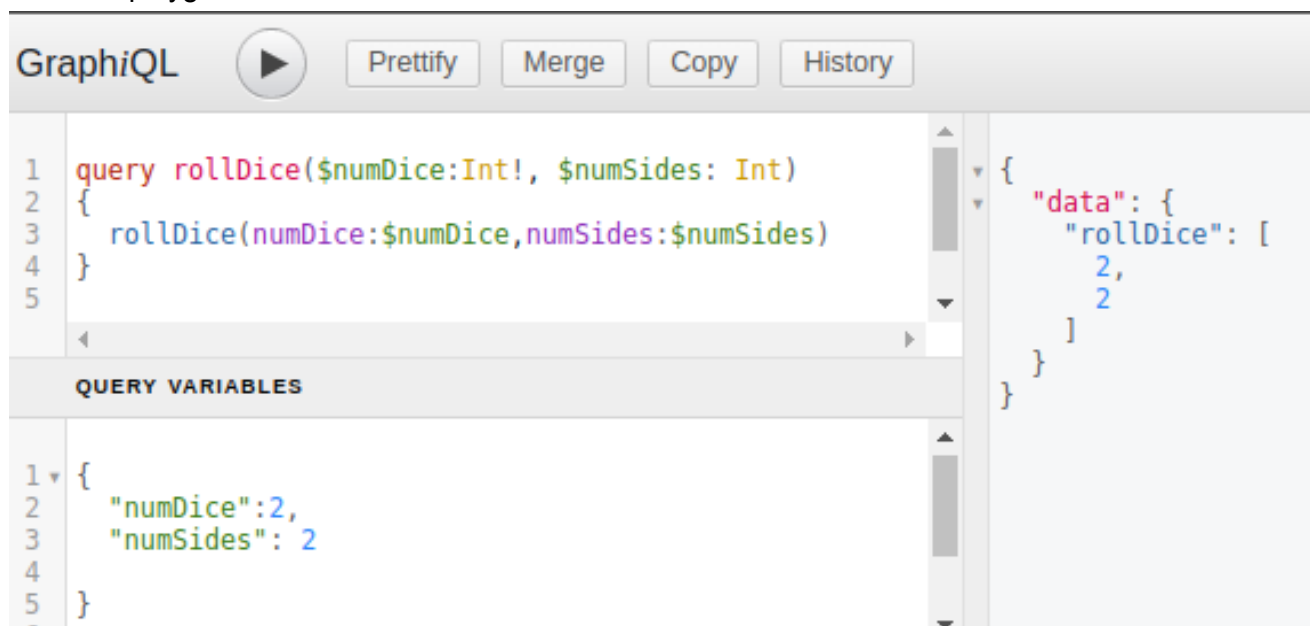 GraphiQL Prettify Merge Copy History
1 query rollDice($numDice:Int!, $numSides: Int)
2 {
3 rollDice(numDice:$numDice,numSides:$numSides)
4 }
5
QUERY VARIABLES
1 {
2 "numDice":2,
3 "numSides": 2
4
5 }
{
"data": {
"rollDice": [
2,
2
]
}
}